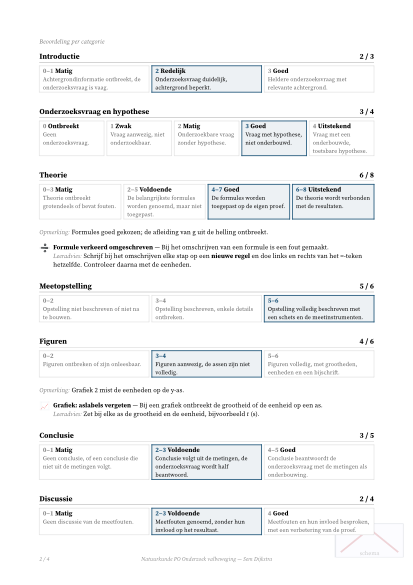 Beoordeling per categorie
Introductie 2 / 3
0–1 Matig
Achtergrondinformatie ontbreekt, de
onderzoeksvraag is vaag.
2 Redelijk
Onderzoeksvraag duidelijk,
achtergrond beperkt.
3 Goed
Heldere onderzoeksvraag met
relevante achtergrond.
Onderzoeksvraag en hypothese 3 / 4
0 Ontbreekt
Geen
onderzoeksvraag.
1 Zwak
Vraag aanwezig, niet
onderzoekbaar.
2 Matig
Onderzoekbare vraag
zonder hypothese.
3 Goed
Vraag met hypothese,
niet onderbouwd.
4 Uitstekend
Vraag met een
onderbouwde,
toetsbare hypothese.
Theorie 6 / 8
0–3 Matig
Theorie ontbreekt
grotendeels of bevat fouten.
2–5 Voldoende
De belangrijkste formules
worden genoemd, maar niet
toegepast.
4–7 Goed
De formules worden
toegepast op de eigen proef.
6–8 Uitstekend
De theorie wordt verbonden
met de resultaten.
Opmerking: Formules goed gekozen; de afleiding van g uit de helling ontbreekt.
Formule verkeerd omgeschreven — Bij het omschrijven van een formule is een fout gemaakt.
Leeradvies: Schrijf bij het omschrijven elke stap op een nieuwe regel en doe links en rechts van het =-teken
hetzelfde. Controleer daarna met de eenheden.
Meetopstelling 5 / 6
0–2
Opstelling niet beschreven of niet na
te bouwen.
3–4
Opstelling beschreven, enkele details
ontbreken.
5–6
Opstelling volledig beschreven met
een schets en de meetinstrumenten.
Figuren 4 / 6
0–2
Figuren ontbreken of zijn onleesbaar.
3–4
Figuren aanwezig, de assen zijn niet
volledig.
5–6
Figuren volledig, met grootheden,
eenheden en een bijschrift.
Opmerking: Grafiek 2 mist de eenheden op de y-as.
Grafiek: aslabels vergeten — Bij een grafiek ontbreekt de grootheid of de eenheid op een as.
Leeradvies: Zet bij elke as de grootheid en de eenheid, bijvoorbeeld t (s).
Conclusie 3 / 5
0–1 Matig
Geen conclusie, of een conclusie die
niet uit de metingen volgt.
2–3 Voldoende
Conclusie volgt uit de metingen, de
onderzoeksvraag wordt half
beantwoord.
4–5 Goed
Conclusie beantwoordt de
onderzoeksvraag met de metingen als
onderbouwing.
Discussie 2 / 4
0–1 Matig
Geen discussie van de meetfouten.
2–3 Voldoende
Meetfouten genoemd, zonder hun
invloed op het resultaat.
4 Goed
Meetfouten en hun invloed besproken,
met een verbetering van de proef.
2 / 4 Natuurkunde PO Onderzoek valbeweging — Sem Dekstra